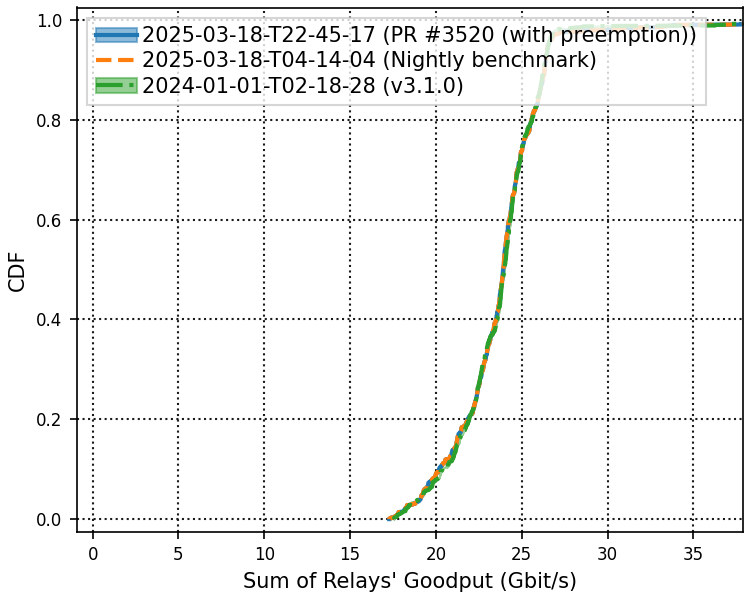 2025-03-18-T22-45-17 (PR #3520 (with preemption))
2025-03-18-T04-14-04 (Nightly benchmark)
2024-01-01-T02-18-28 (v3.1.0)
1.0
0.8
0.6
0.4
0.2
0.0
CDF
0 5 10 15 20 25 30 35
Sum of Relays' Goodput (Gbit/s)